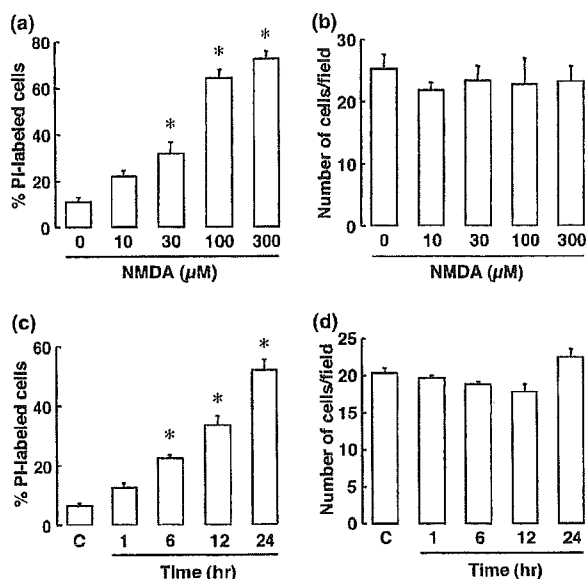 (a)
% PI-labeled cells
80
60
40
20
0
*
*
*
0 10 30 100 300
NMDA (µM)
(b)
Number of cells/field
30
20
10
0
0 10 30 100 300
NMDA (µM)
(c)
% PI-labeled cells
60
40
20
0
*
*
*
C 1 6 12 24
Time (hr)
(d)
Number of cells/field
25
20
15
10
5
0
C 1 6 12 24
Time (hr)